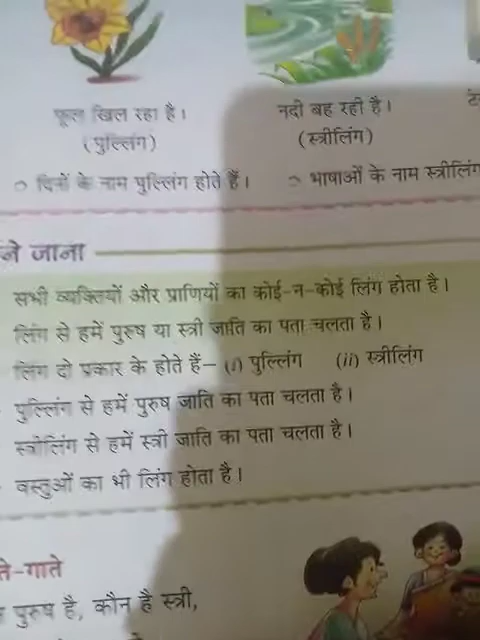 फूल खिल रहा है।
नदी बह रही है।
(पुल्लिंग)
(स्त्रीलिंग)
दिनों के नाम पुल्लिंग होते हैं।
भाषाओं के नाम स्त्रीलिंग
ने जाना
सभी व्यक्तियों और प्राणियों का कोई-न-कोई लिंग होता है।
लिंग से हमें पुरुष या स्त्री जाति का पता चलता है।
लिंग दो प्रकार के होते हैं– (i) पुल्लिंग (ii) स्त्रीलिंग
पुल्लिंग से हमें पुरुष जाति का पता चलता है।
स्त्रीलिंग से हमें स्त्री जाति का पता चलता है।
वस्तुओं का भी लिंग होता है।
ते-गाते
पुरुष है, कौन है स्त्री,